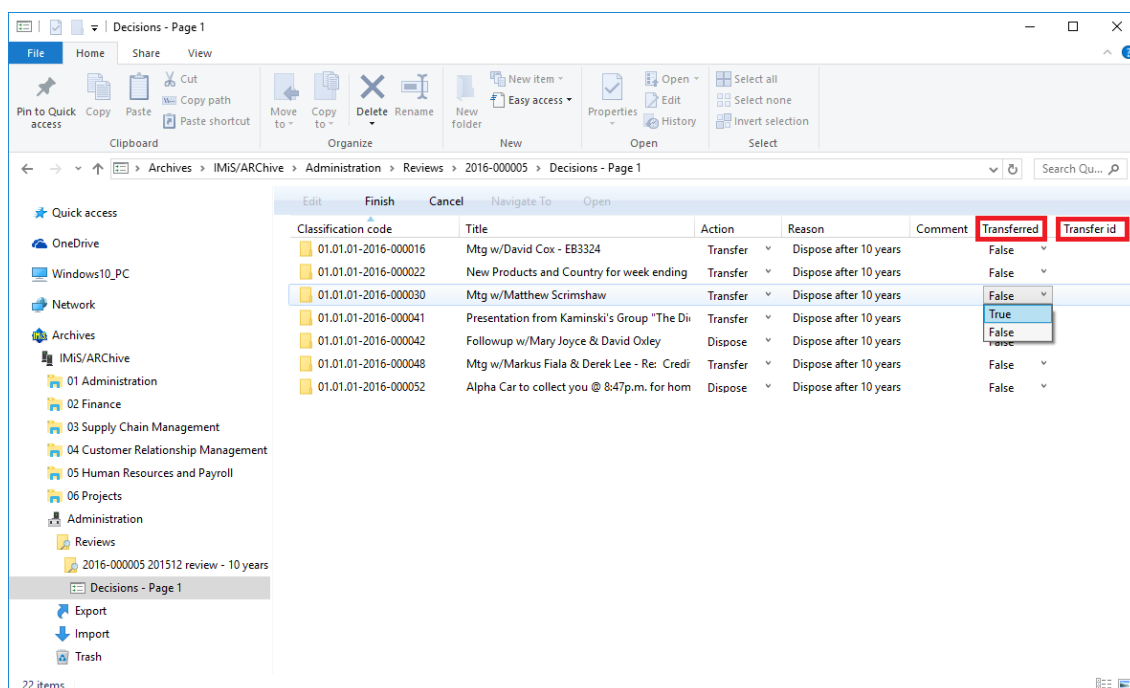 Decisions - Page 1
File Home Share View
Pin to Quick access
Copy
Paste
Cut
Copy path
Paste shortcut
Move to
Copy to
Delete
Rename
New folder
New item
Easy access
Properties
Open
Edit
History
Select all
Select none
Invert selection
Clipboard Organize New Open Select
Archives > IMiS/ARChive > Administration > Reviews > 2016-000005 > Decisions - Page 1
Search Qu...
Edit Finish Cancel Navigate To Open
Classification code Title Action Reason Comment Transferred Transfer id
01.01.01-2016-000016 Mtg w/David Cox - EB3324 Transfer Dispose after 10 years False
01.01.01-2016-000022 New Products and Country for week ending Transfer Dispose after 10 years False
01.01.01-2016-000030 Mtg w/Matthew Scrimshaw Transfer Dispose after 10 years False
True
False
01.01.01-2016-000041 Presentation from Kaminski's Group "The Di Transfer Dispose after 10 years
01.01.01-2016-000042 Followup w/Mary Joyce & David Oxley Dispose Dispose after 10 years False
01.01.01-2016-000048 Mtg w/Markus Fiala & Derek Lee - Re: Credi Transfer Dispose after 10 years False
01.01.01-2016-000052 Alpha Car to collect you @ 8:47p.m. for hom Dispose Dispose after 10 years False
Quick access
OneDrive
Windows10_PC
Network
Archives
IMiS/ARChive
01 Administration
02 Finance
03 Supply Chain Management
04 Customer Relationship Management
05 Human Resources and Payroll
06 Projects
Administration
Reviews
2016-000005 201512 review - 10 years
Decisions - Page 1
Export
Import
Trash
22 items